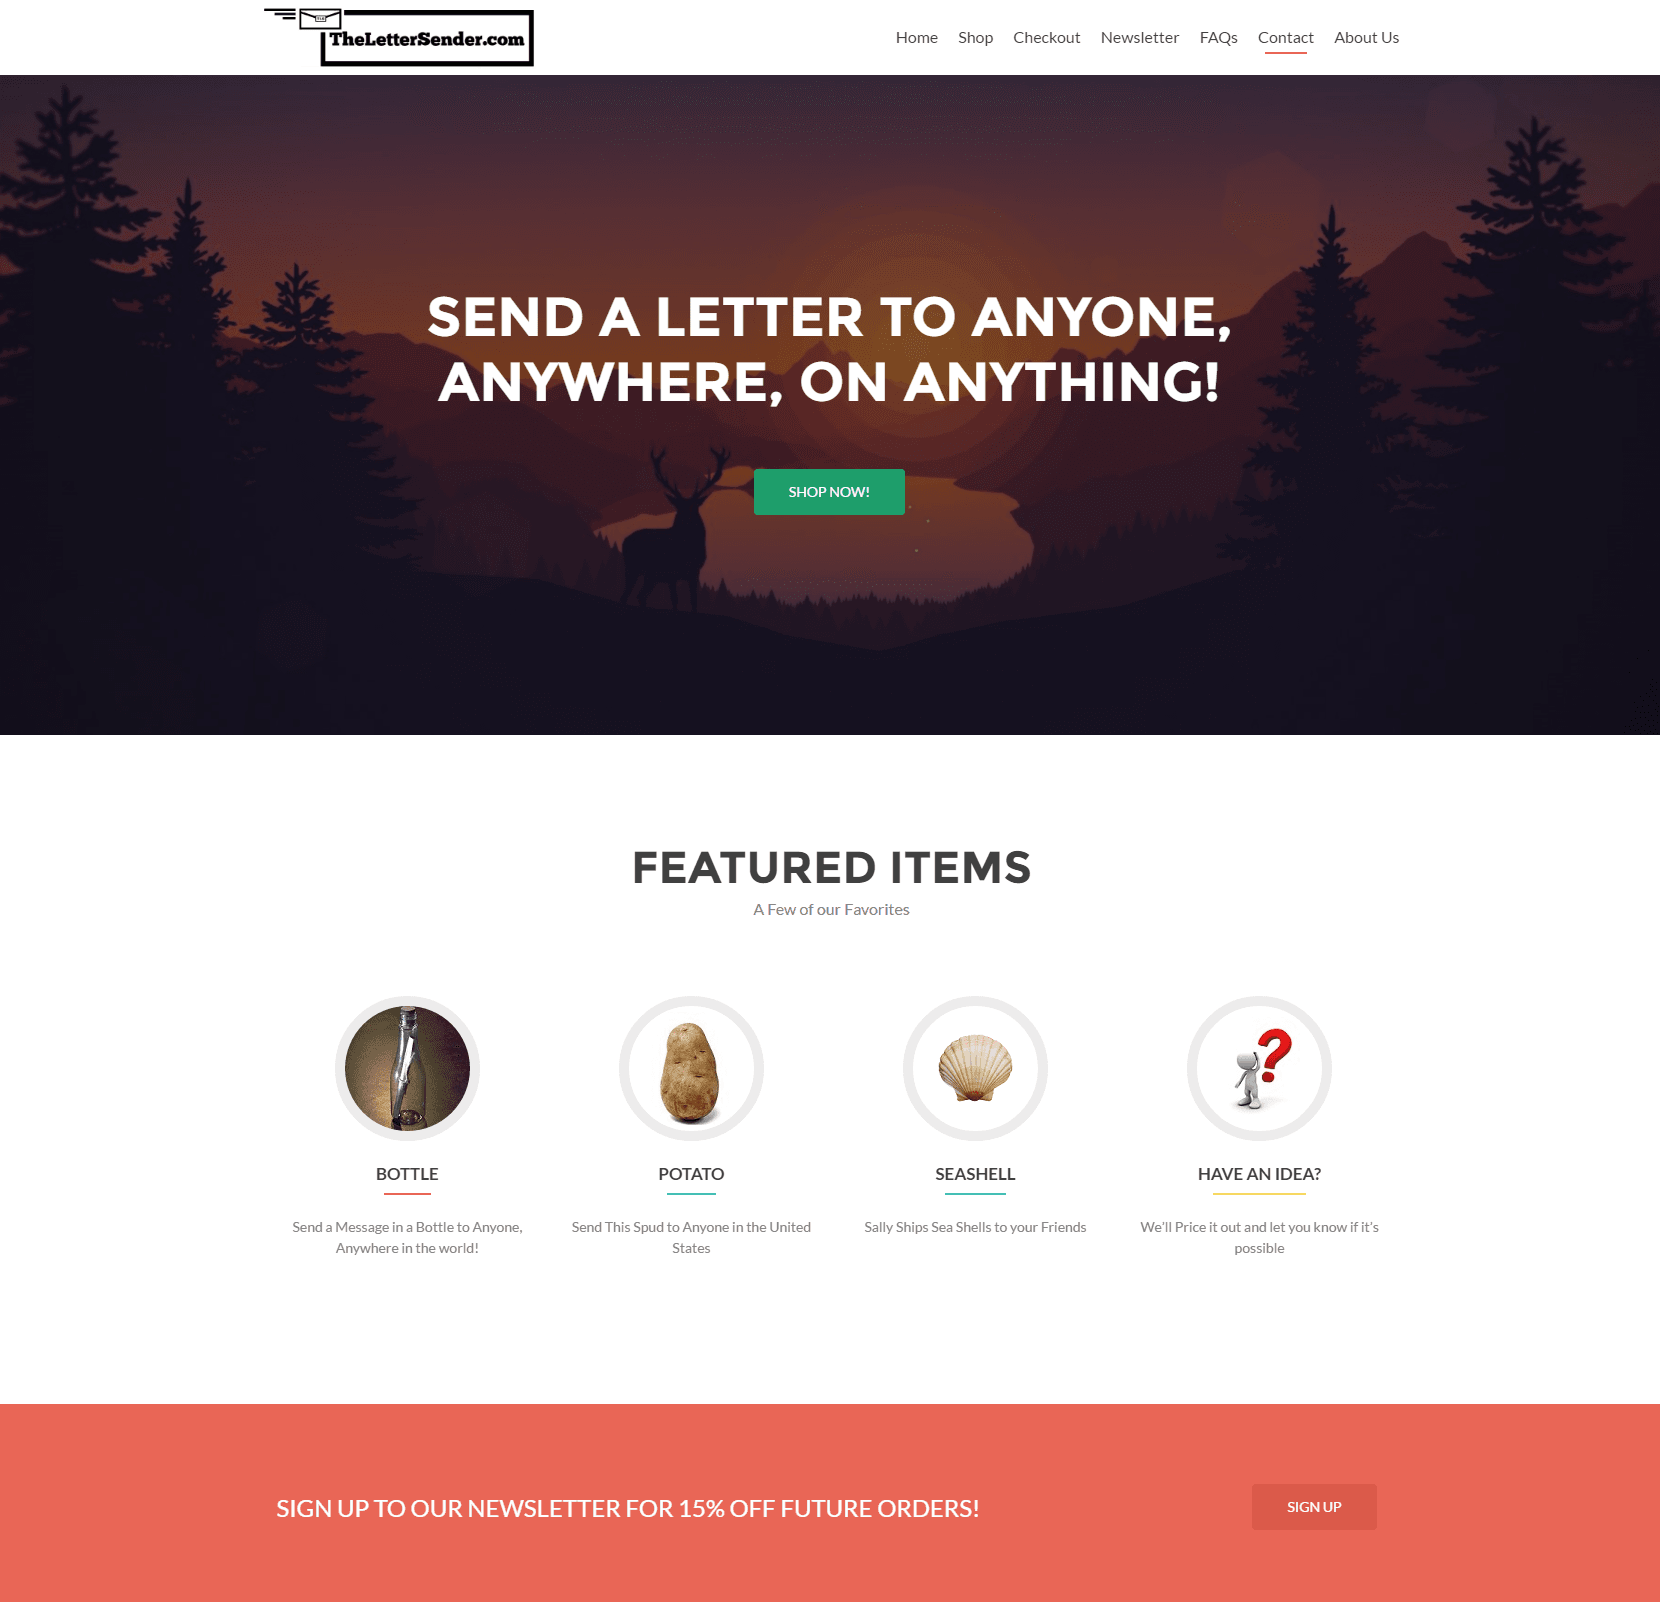 TheLetterSender.com
Home Shop Checkout Newsletter FAQs Contact About Us
SEND A LETTER TO ANYONE,
ANYWHERE, ON ANYTHING!
SHOP NOW!
FEATURED ITEMS
A Few of our Favorites
BOTTLE
Send a Message in a Bottle to Anyone,
Anywhere in the world!
POTATO
Send This Spud to Anyone in the United
States
SEASHELL
Sally Ships Sea Shells to your Friends
HAVE AN IDEA?
We'll Price it out and let you know if it's
possible
SIGN UP TO OUR NEWSLETTER FOR 15% OFF FUTURE ORDERS!
SIGN UP